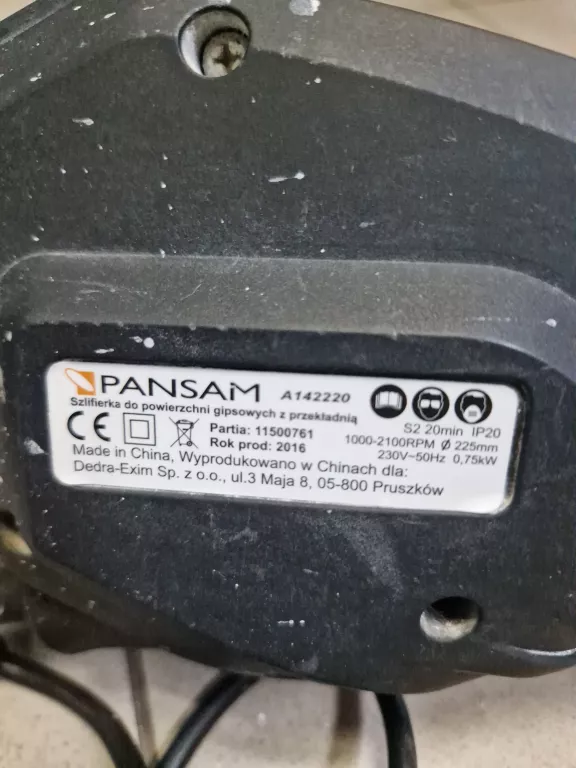 PANSAM A142220
Szlifierka do powierzchni gipsowych z przekładnią
S2 20min IP20
CE Partia: 11500761
1000-2100RPM Ø 225mm
Rok prod: 2016
230V~50Hz 0,75kW
Made in China, Wyprodukowano w Chinach dla:
Dedra-Exim Sp. z o.o., ul.3 Maja 8, 05-800 Pruszków